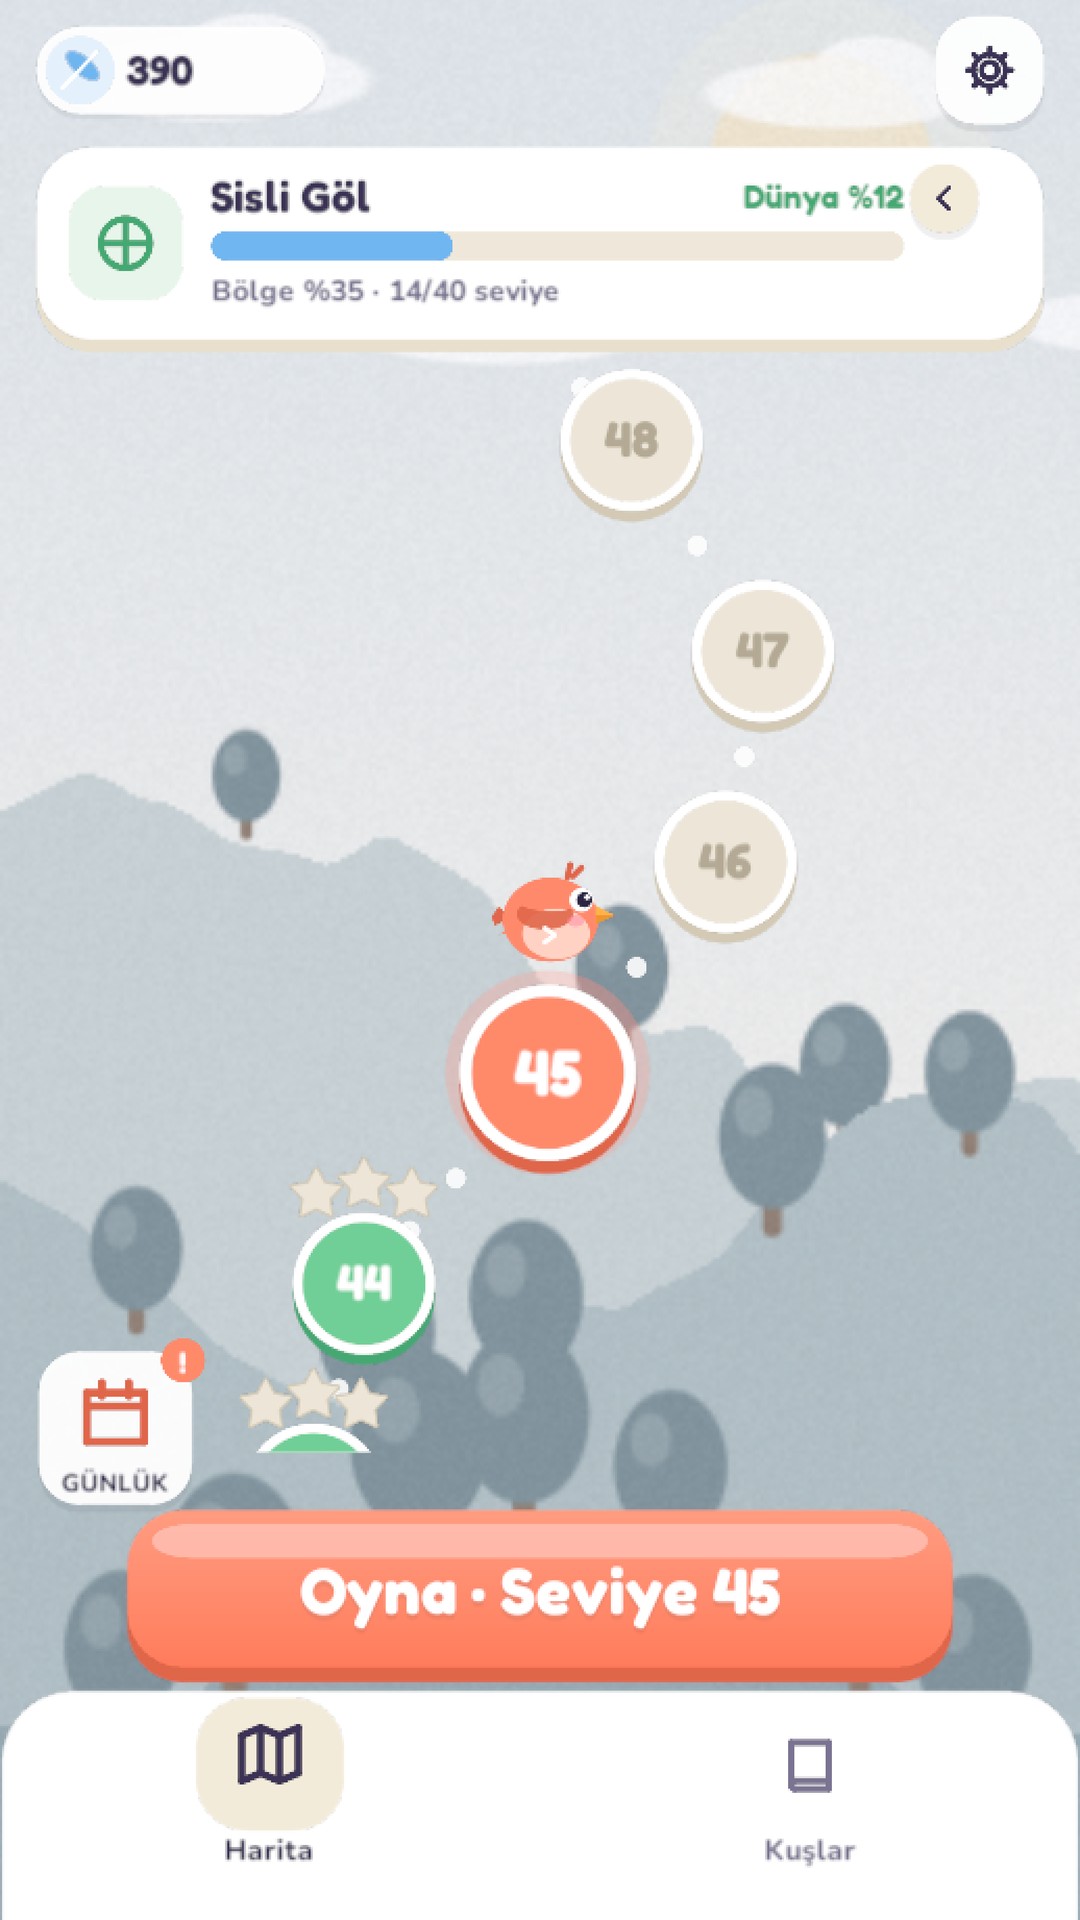 390
Sisli Göl
Dünya %12
Bölge %35 · 14/40 seviye
48
47
46
45
44
!
GÜNLÜK
Oyna · Seviye 45
Harita
Kuşlar